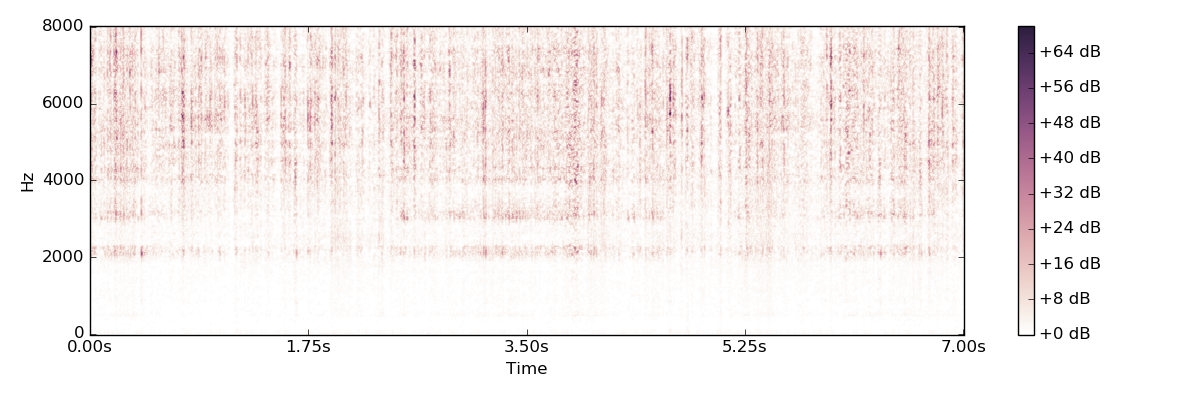 8000
6000
4000
2000
0
Hz
0.00s 1.75s 3.50s 5.25s 7.00s
Time
+64 dB
+56 dB
+48 dB
+40 dB
+32 dB
+24 dB
+16 dB
+8 dB
+0 dB